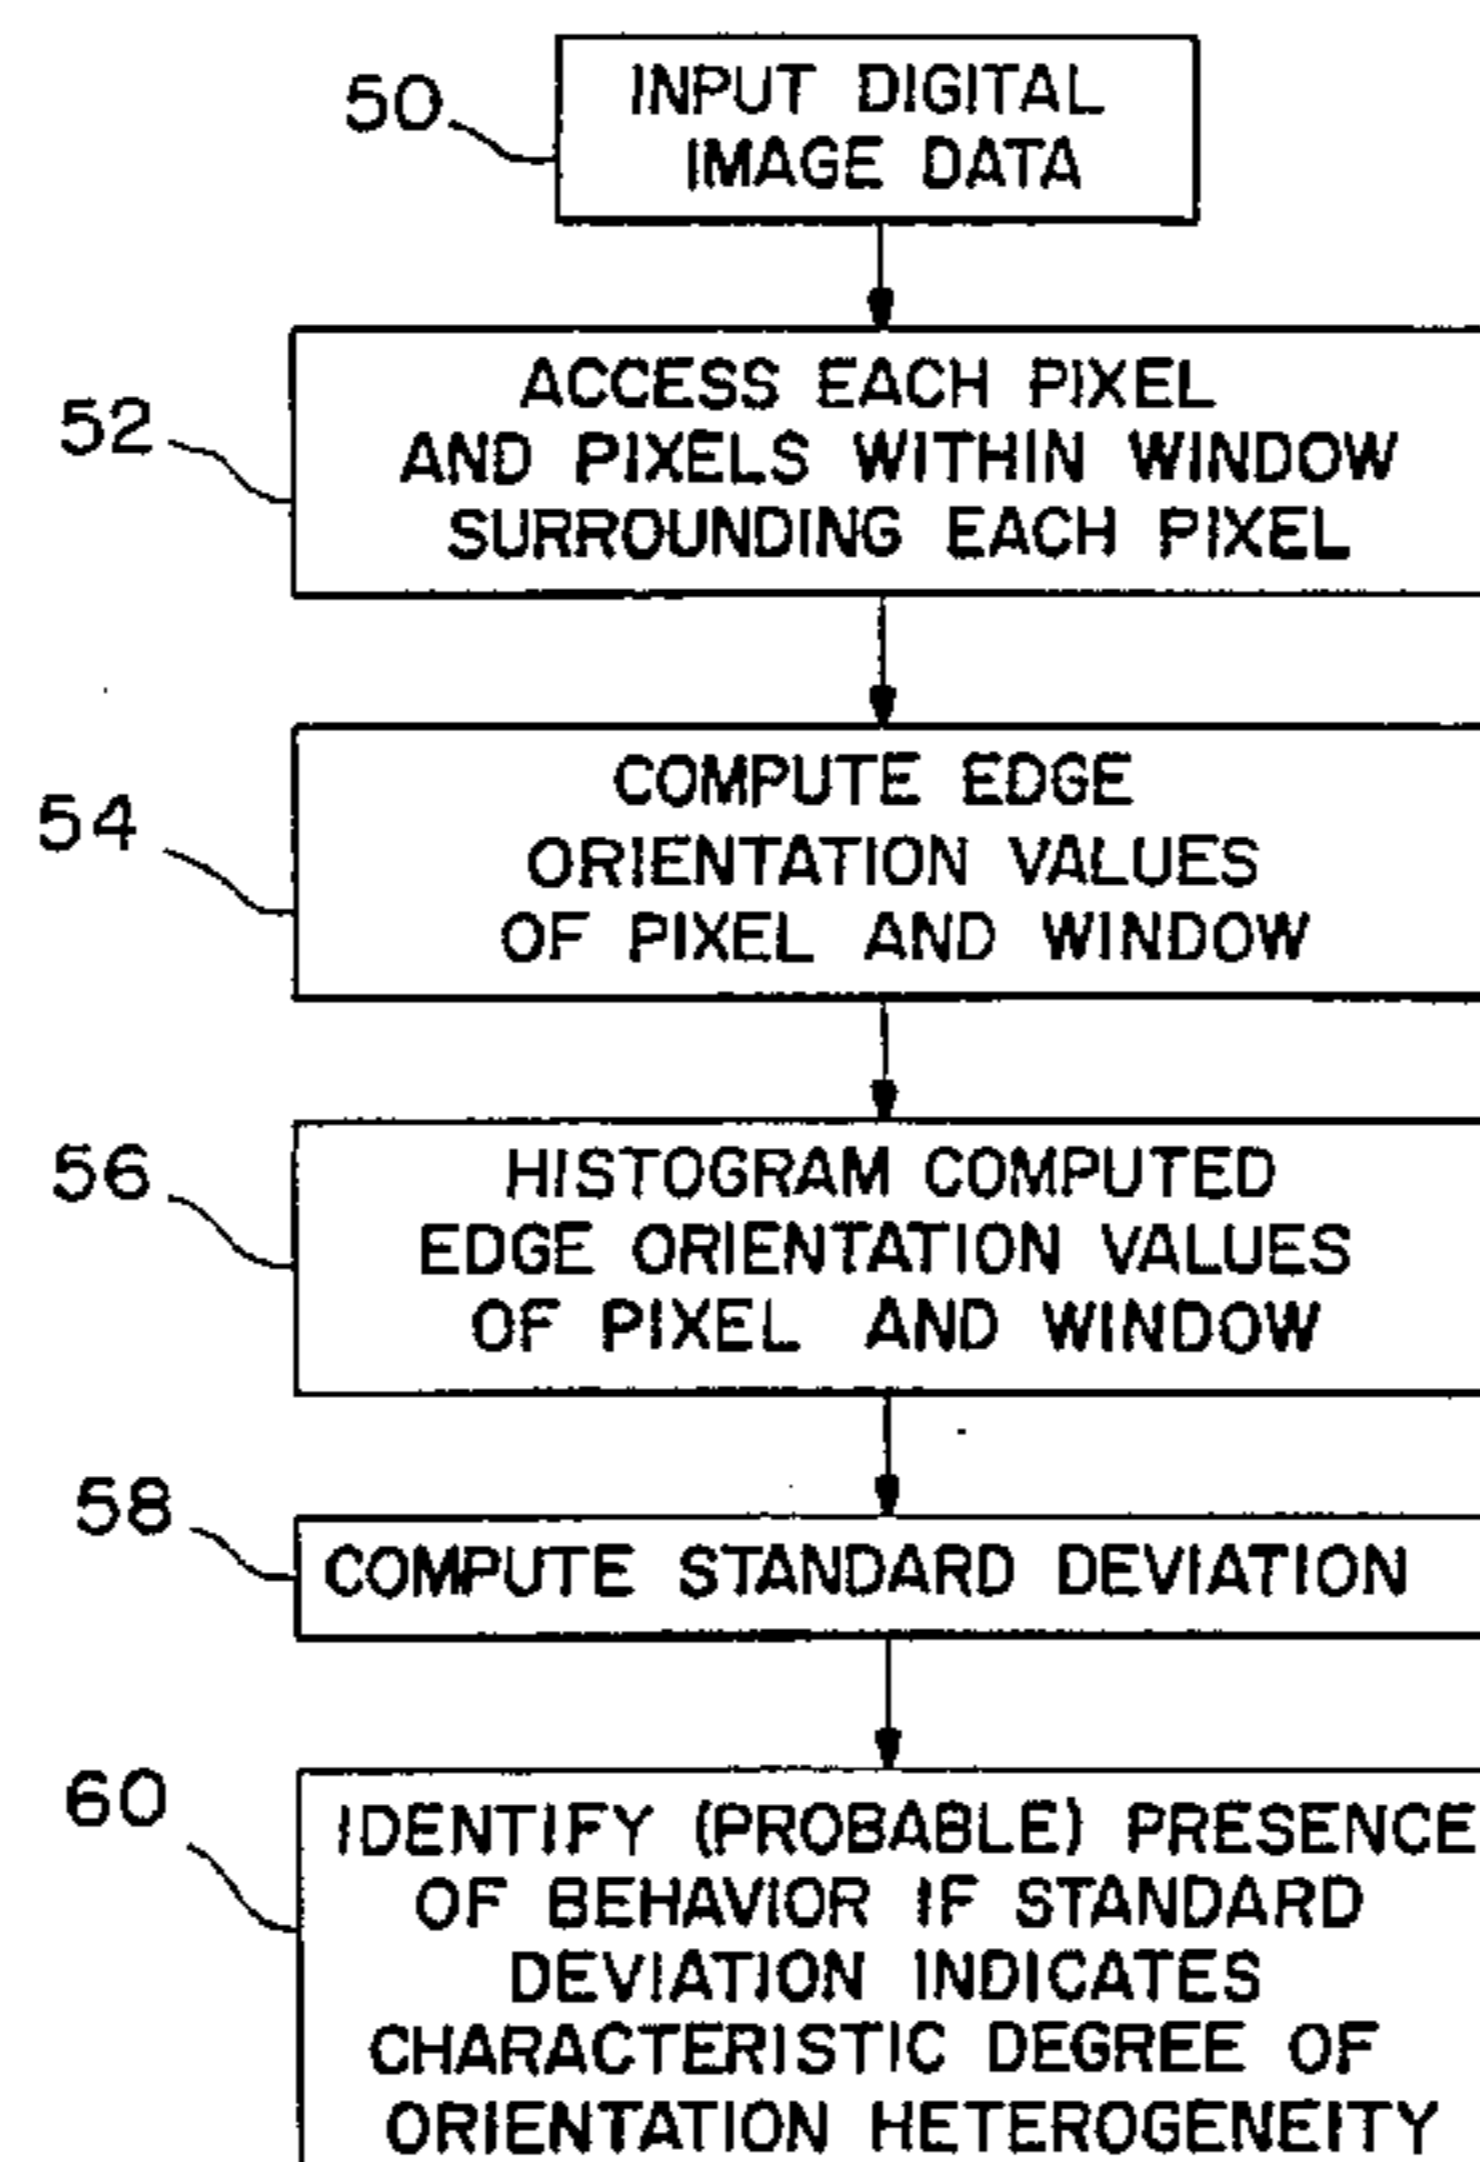 50
INPUT DIGITAL
IMAGE DATA
52
ACCESS EACH PIXEL
AND PIXELS WITHIN WINDOW
SURROUNDING EACH PIXEL
54
COMPUTE EDGE
ORIENTATION VALUES
OF PIXEL AND WINDOW
56
HISTOGRAM COMPUTED
EDGE ORIENTATION VALUES
OF PIXEL AND WINDOW
58
COMPUTE STANDARD DEVIATION
60
IDENTIFY (PROBABLE) PRESENCE
OF BEHAVIOR IF STANDARD
DEVIATION INDICATES
CHARACTERISTIC DEGREE OF
ORIENTATION HETEROGENEITY